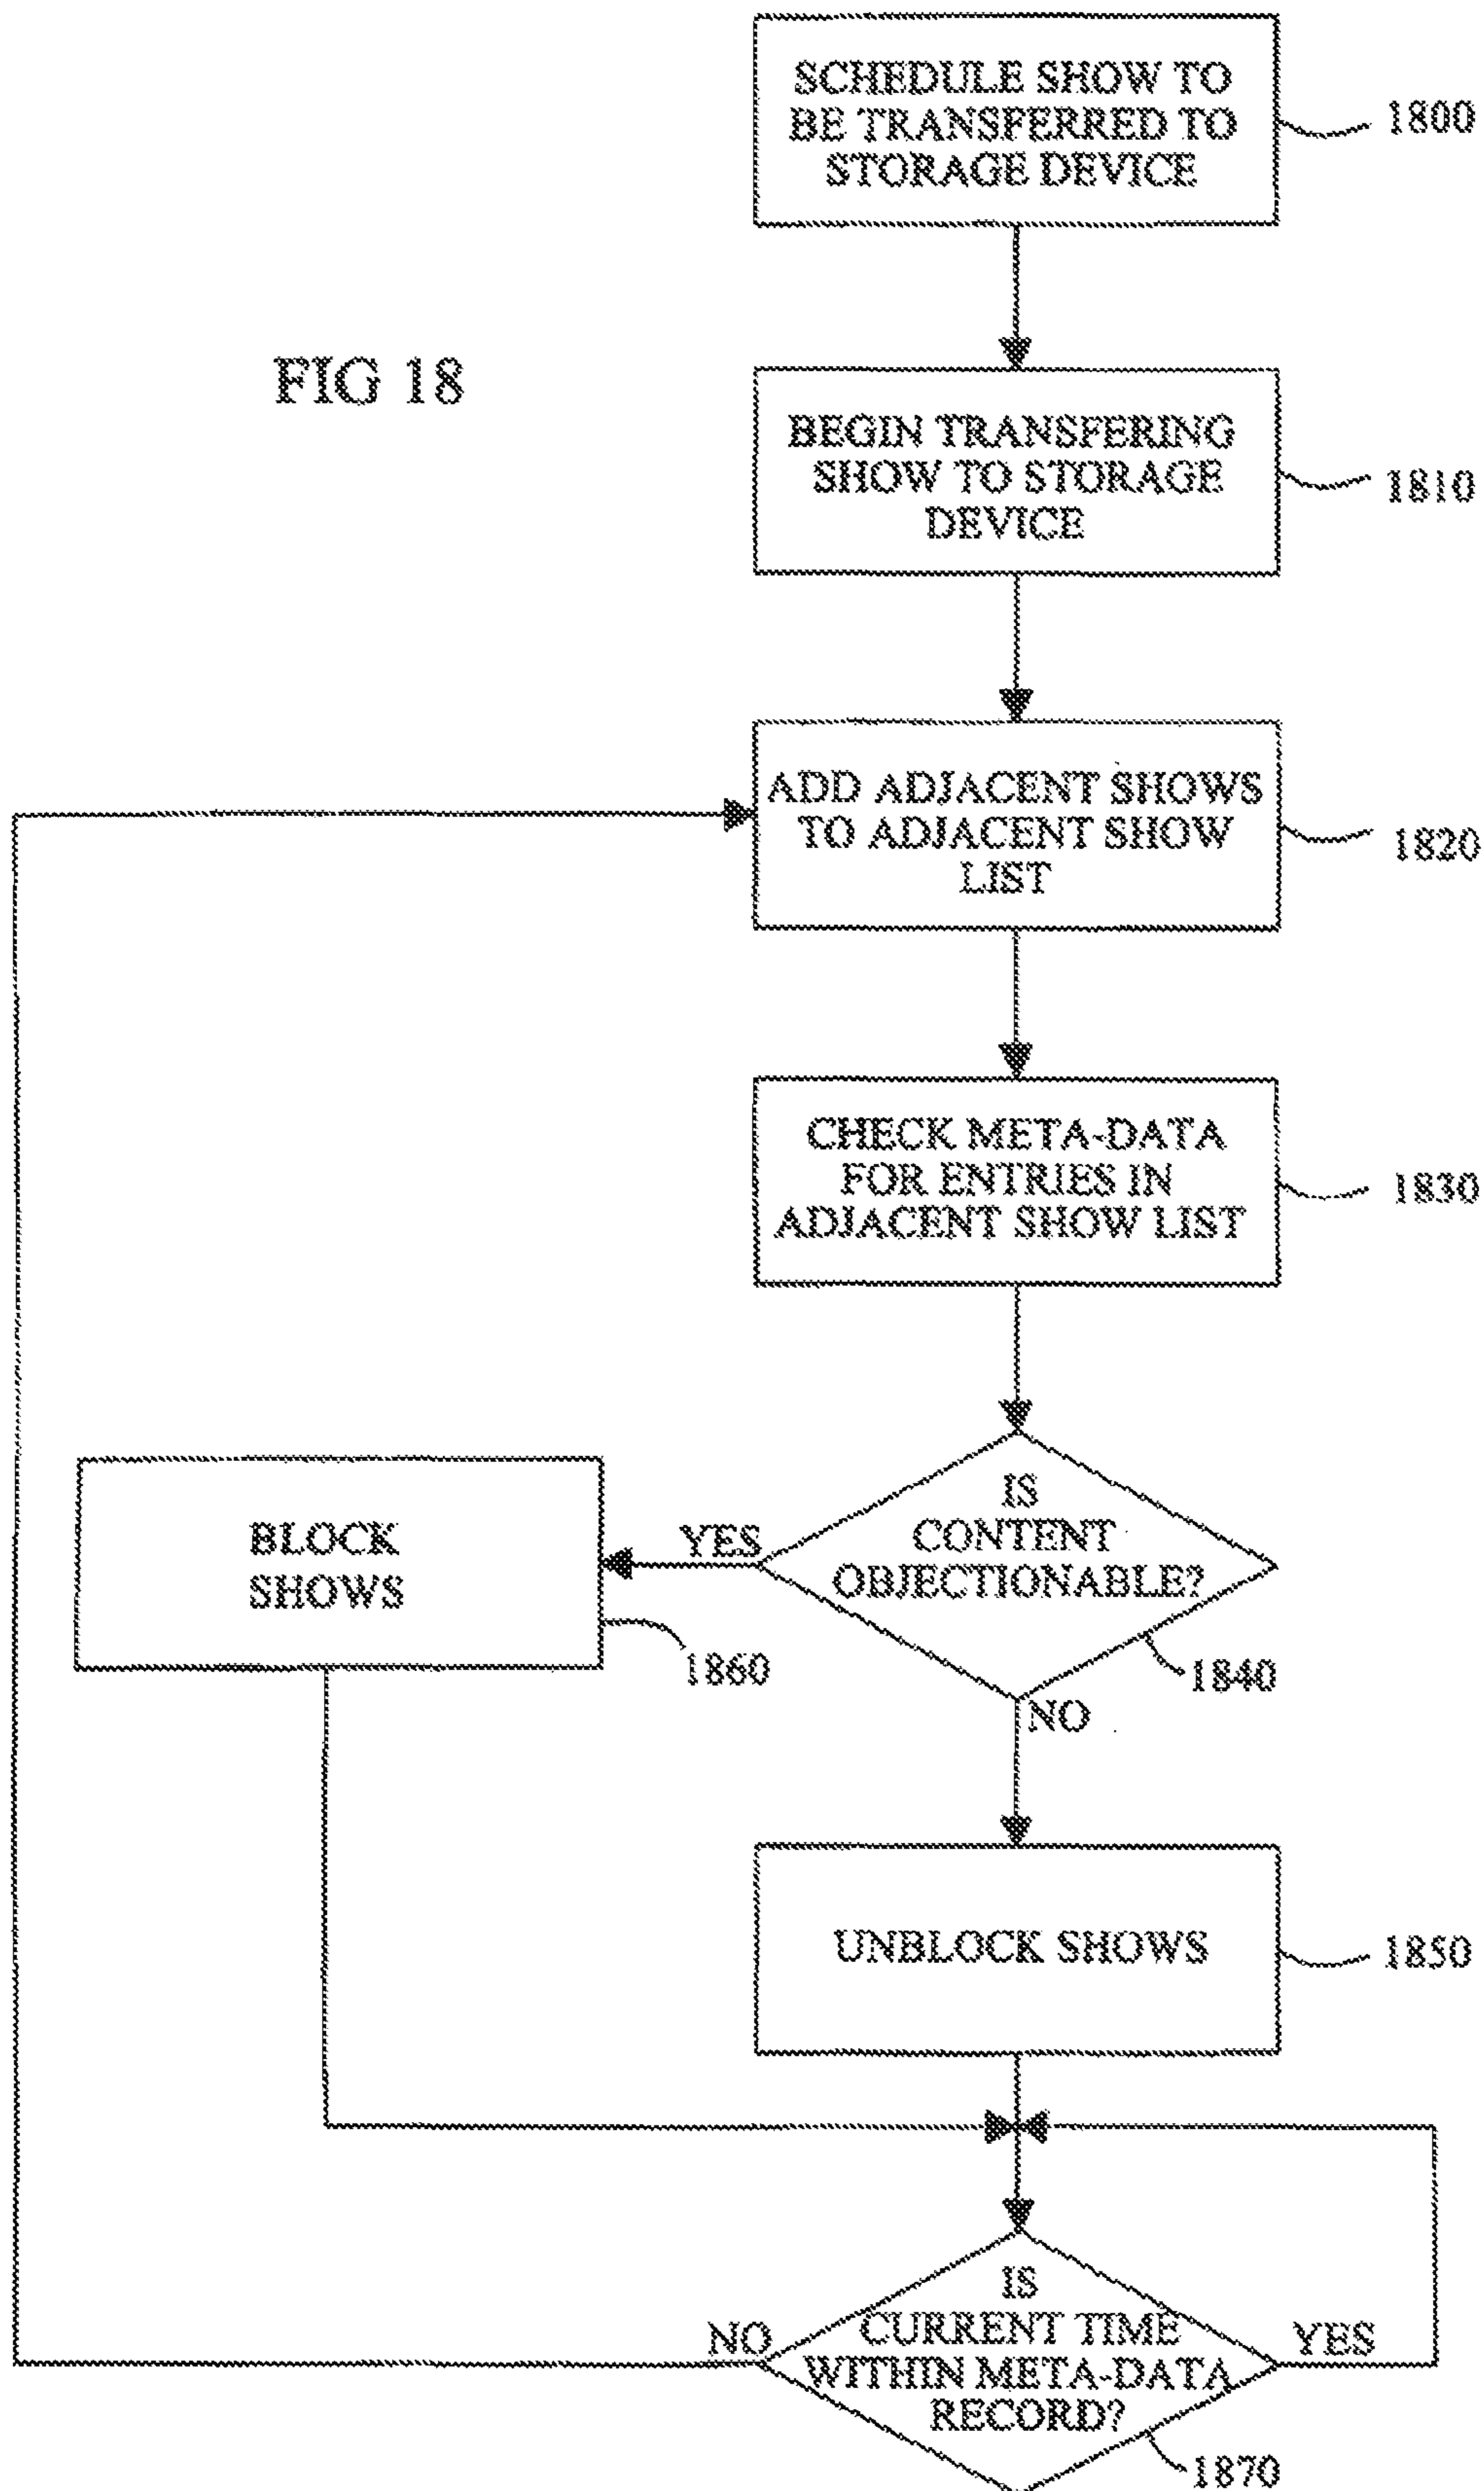 SCHEDULE SHOW TO
BE TRANSFERRED TO
STORAGE DEVICE
1800
FIG 18
BEGIN TRANSFERING
SHOW TO STORAGE
DEVICE
1810
ADD ADJACENT SHOWS
TO ADJACENT SHOW
LIST
1820
CHECK META-DATA
FOR ENTRIES IN
ADJACENT SHOW LIST
1830
IS
CONTENT
OBJECTIONABLE?
1840
YES
BLOCK
SHOWS
1860
NO
UNBLOCK SHOWS
1850
IS
CURRENT TIME
WITHIN META-DATA
RECORD?
1870
NO
YES